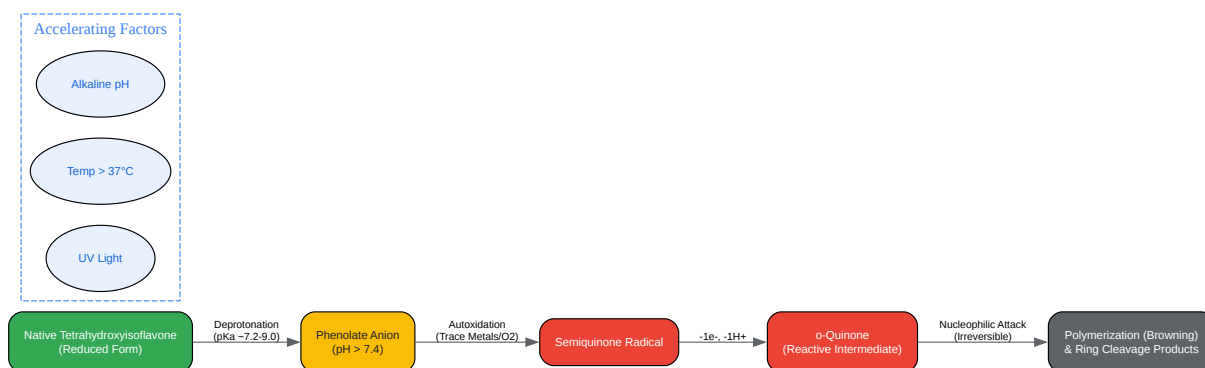 Accelerating Factors
Alkaline pH
Temp > 37°C
UV Light
Native Tetrahydroxyisoflavone
(Reduced Form)
Deprotonation
(pKa ~7.2-9.0)
Phenolate Anion
(pH > 7.4)
Autoxidation
(Trace Metals/O2)
Semiquinone Radical
-1e-, -1H+
o-Quinone
(Reactive Intermediate)
Nucleophilic Attack
(Irreversible)
Polymerization (Browning)
& Ring Cleavage Products